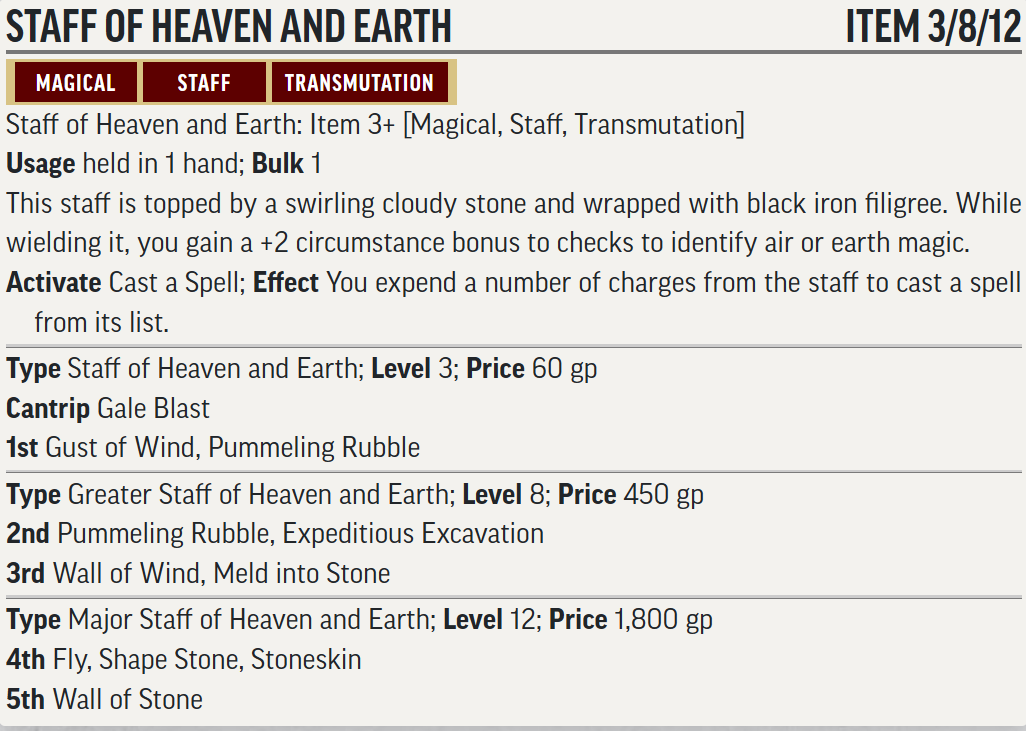 STAFF OF HEAVEN AND EARTH ITEM 3/8/12
MAGICAL STAFF TRANSMUTATION
Staff of Heaven and Earth: Item 3+ [Magical, Staff, Transmutation]
Usage held in 1 hand; Bulk 1
This staff is topped by a swirling cloudy stone and wrapped with black iron filigree. While
wielding it, you gain a +2 circumstance bonus to checks to identify air or earth magic.
Activate Cast a Spell; Effect You expend a number of charges from the staff to cast a spell
from its list.
Type Staff of Heaven and Earth; Level 3; Price 60 gp
Cantrip Gale Blast
1st Gust of Wind, Pummeling Rubble
Type Greater Staff of Heaven and Earth; Level 8; Price 450 gp
2nd Pummeling Rubble, Expeditious Excavation
3rd Wall of Wind, Meld into Stone
Type Major Staff of Heaven and Earth; Level 12; Price 1,800 gp
4th Fly, Shape Stone, Stoneskin
5th Wall of Stone